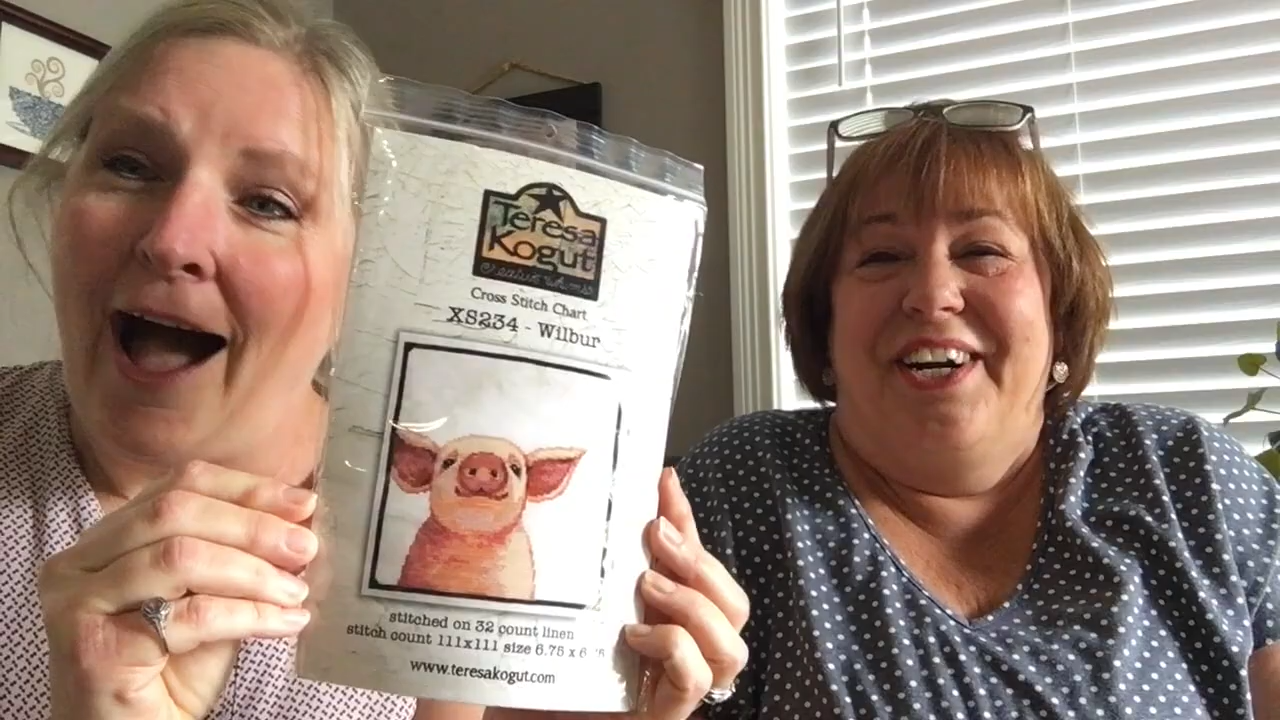 Teresa
Kogut
Cross Stitch Chart
XS234 - Wilbur
stitched on 32 count linen
stitch count 111x111 size 6.75 x 6
www.teresakogut.com